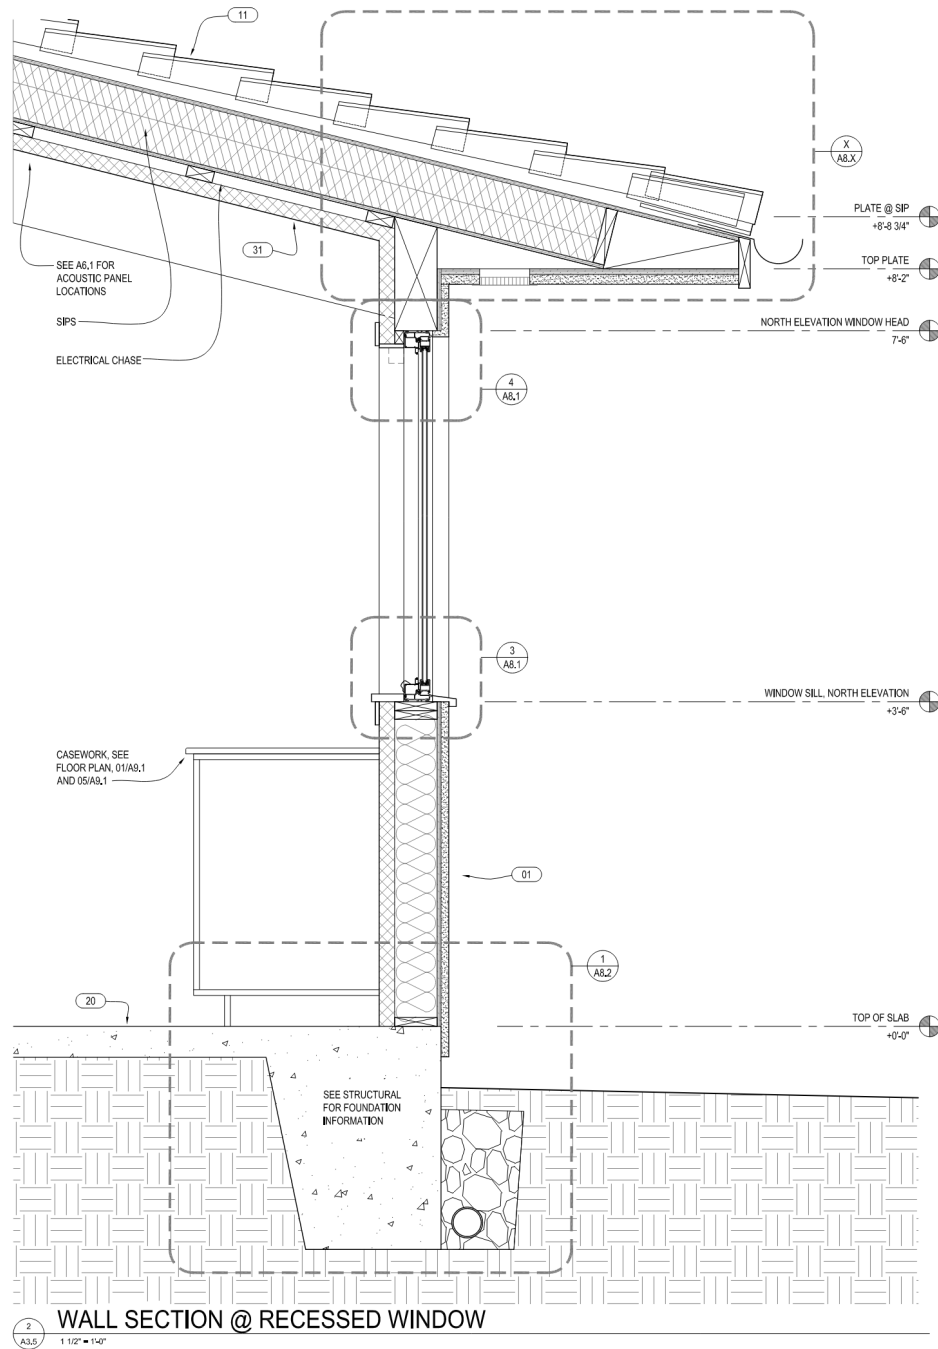 11
X
A8.X
PLATE @ SIP
+8'-8 3/4"
TOP PLATE
+8'-2"
31
SEE A6.1 FOR
ACOUSTIC PANEL
LOCATIONS
SIPS
ELECTRICAL CHASE
NORTH ELEVATION WINDOW HEAD
7'-6"
4
A8.1
3
A8.1
WINDOW SILL, NORTH ELEVATION
+3'-6"
CASEWORK, SEE
FLOOR PLAN, 01/A9.1
AND 05/A9.1
01
1
A8.2
20
TOP OF SLAB
+0'-0"
SEE STRUCTURAL
FOR FOUNDATION
INFORMATION
2
A3.5
WALL SECTION @ RECESSED WINDOW
1 1/2" = 1'-0"